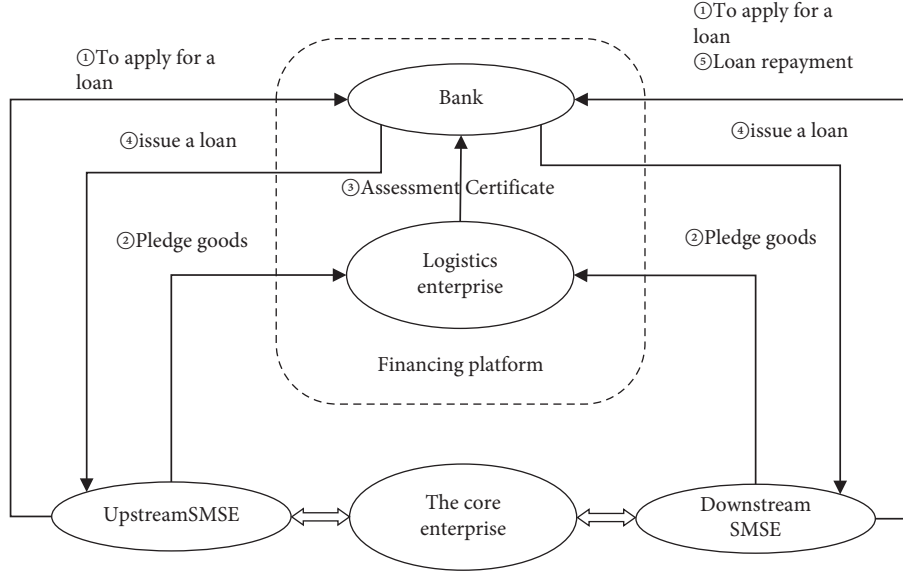 ①To apply for a
loan
①To apply for a
loan
⑤Loan repayment
Bank
④issue a loan
④issue a loan
③Assessment Certificate
②Pledge goods
②Pledge goods
Logistics
enterprise
Financing platform
UpstreamSMSE
The core
enterprise
Downstream
SMSE